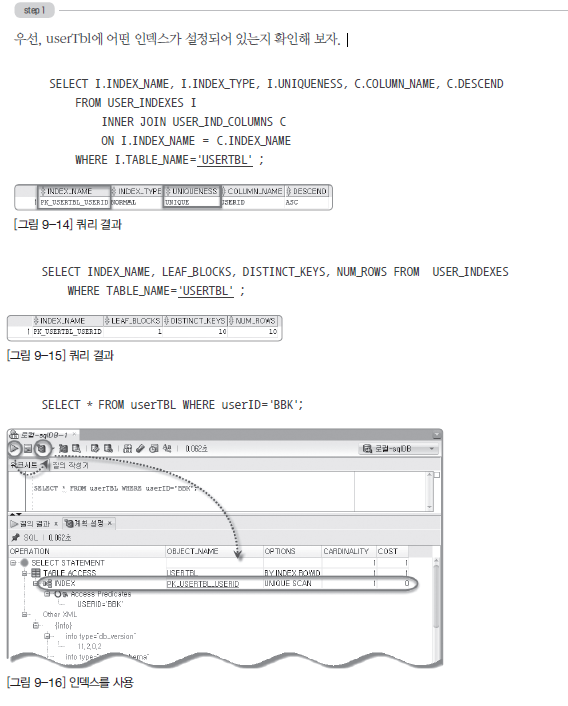 step 1
우선, userTbl에 어떤 인덱스가 설정되어 있는지 확인해 보자.
SELECT I.INDEX_NAME, I.INDEX_TYPE, I.UNIQUENESS, C.COLUMN_NAME, C.DESCEND
FROM USER_INDEXES I
INNER JOIN USER_IND_COLUMNS C
ON I.INDEX_NAME = C.INDEX_NAME
WHERE I.TABLE_NAME='USERTBL' ;
INDEX_NAME INDEX_TYPE UNIQUENESS COLUMN_NAME DESCEND
1 PK_USERTBL_USERID NORMAL UNIQUE USERID ASC
[그림 9-14] 쿼리 결과
SELECT INDEX_NAME, LEAF_BLOCKS, DISTINCT_KEYS, NUM_ROWS FROM USER_INDEXES
WHERE TABLE_NAME='USERTBL' ;
INDEX_NAME LEAF_BLOCKS DISTINCT_KEYS NUM_ROWS
1 PK_USERTBL_USERID 1 10 10
[그림 9-15] 쿼리 결과
SELECT * FROM userTBL WHERE userID='BBK';
로컬-sqlDB~1
0.062초 로컬-sqlDB
워크시트 질의 작성기
SELECT * FROM userTBL WHERE userID='BBK';
질의 결과 계획 설명
SQL | 0.062초
OPERATION OBJECT_NAME OPTIONS CARDINALITY COST
SELECT STATEMENT 1 1
TABLE ACCESS USERTBL BY INDEX ROWID 1 1
INDEX PK_USERTBL_USERID UNIQUE SCAN 1 0
Access Predicates
USERID='BBK'
Other XML
{info}
info type="db_version"
11.2.0.2
[그림 9-16] 인덱스를 사용